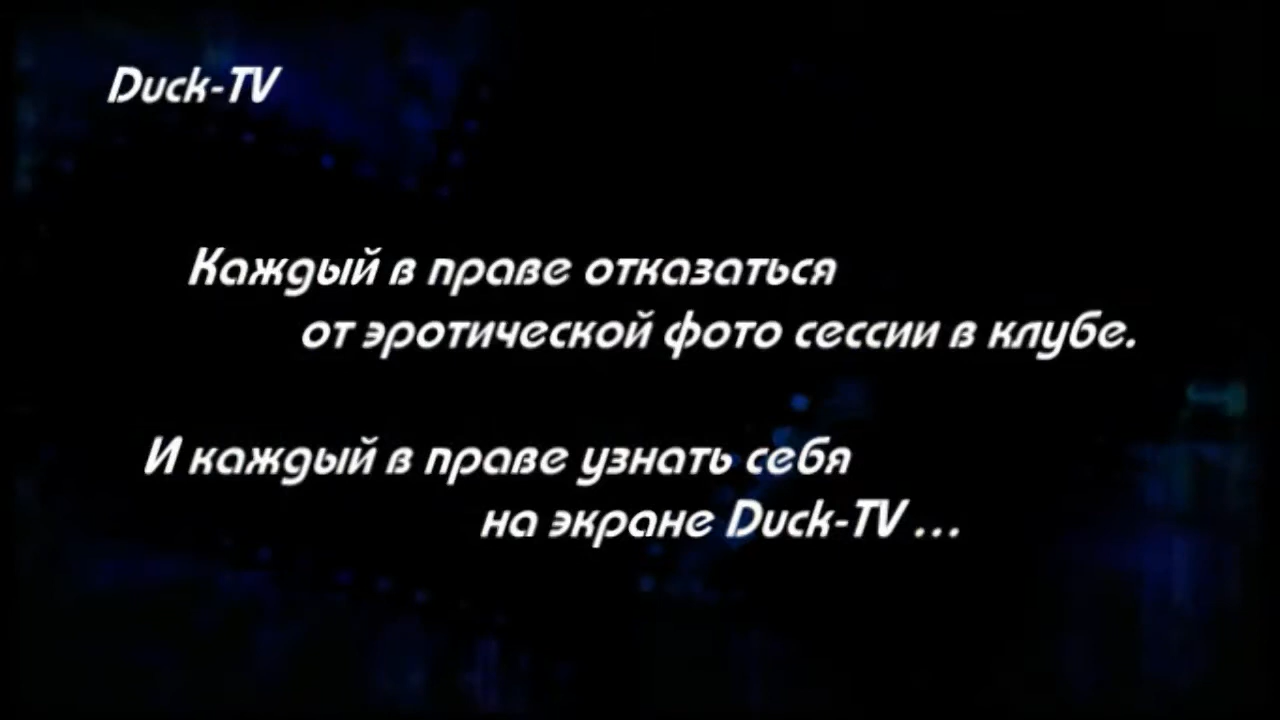 Duck-TV
Каждый в праве отказаться
от эротической фото сессии в клубе.
И каждый в праве узнать себя
на экране Duck-TV ...